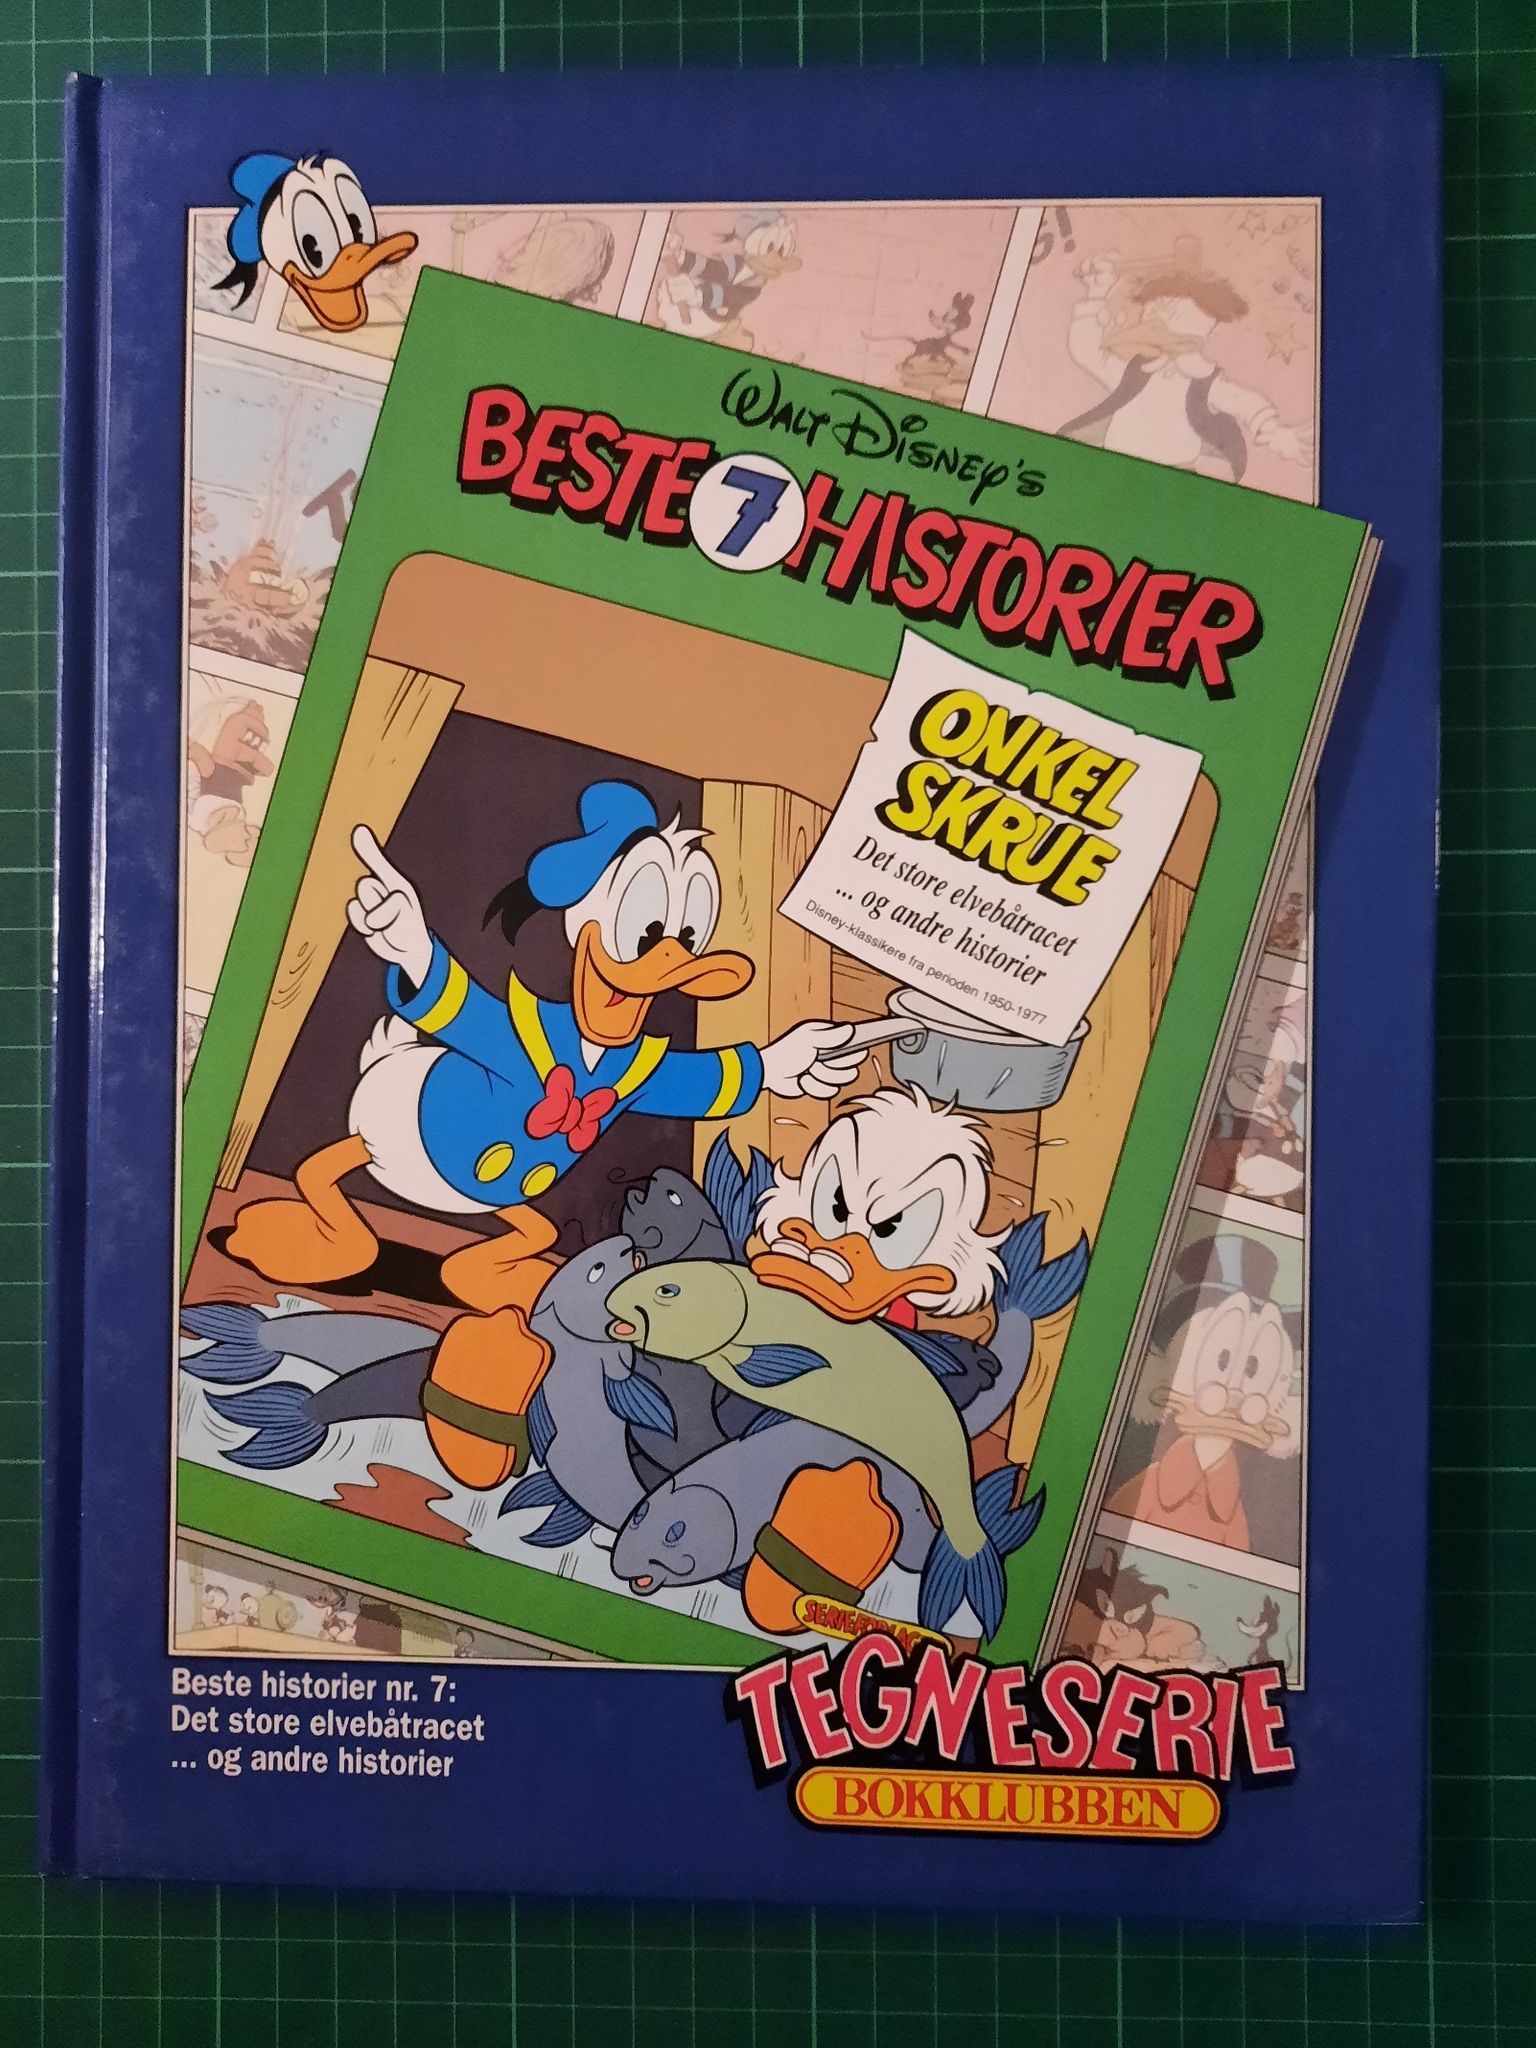 WALT DISNEY'S
BESTE 7 HISTORIER
ONKEL
SKRUE
Det store elvebåtracet
... og andre historier
Disney-klassikere fra perioden 1950-1977
Beste historier nr. 7:
Det store elvebåtracet
... og andre historier
TEGNESERIE
BOKKLUBBEN